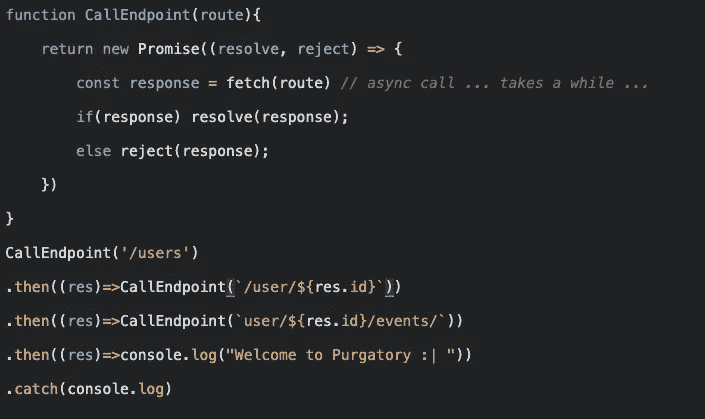 function CallEndpoint(route){
    return new Promise((resolve, reject) => {
        const response = fetch(route) // async call ... takes a while ...
        if(response) resolve(response);
        else reject(response);
    })
}
CallEndpoint('/users')
.then((res)=>CallEndpoint(`/user/${res.id}`))
.then((res)=>CallEndpoint(`user/${res.id}/events/`))
.then((res)=>console.log("Welcome to Purgatory :| "))
.catch(console.log)